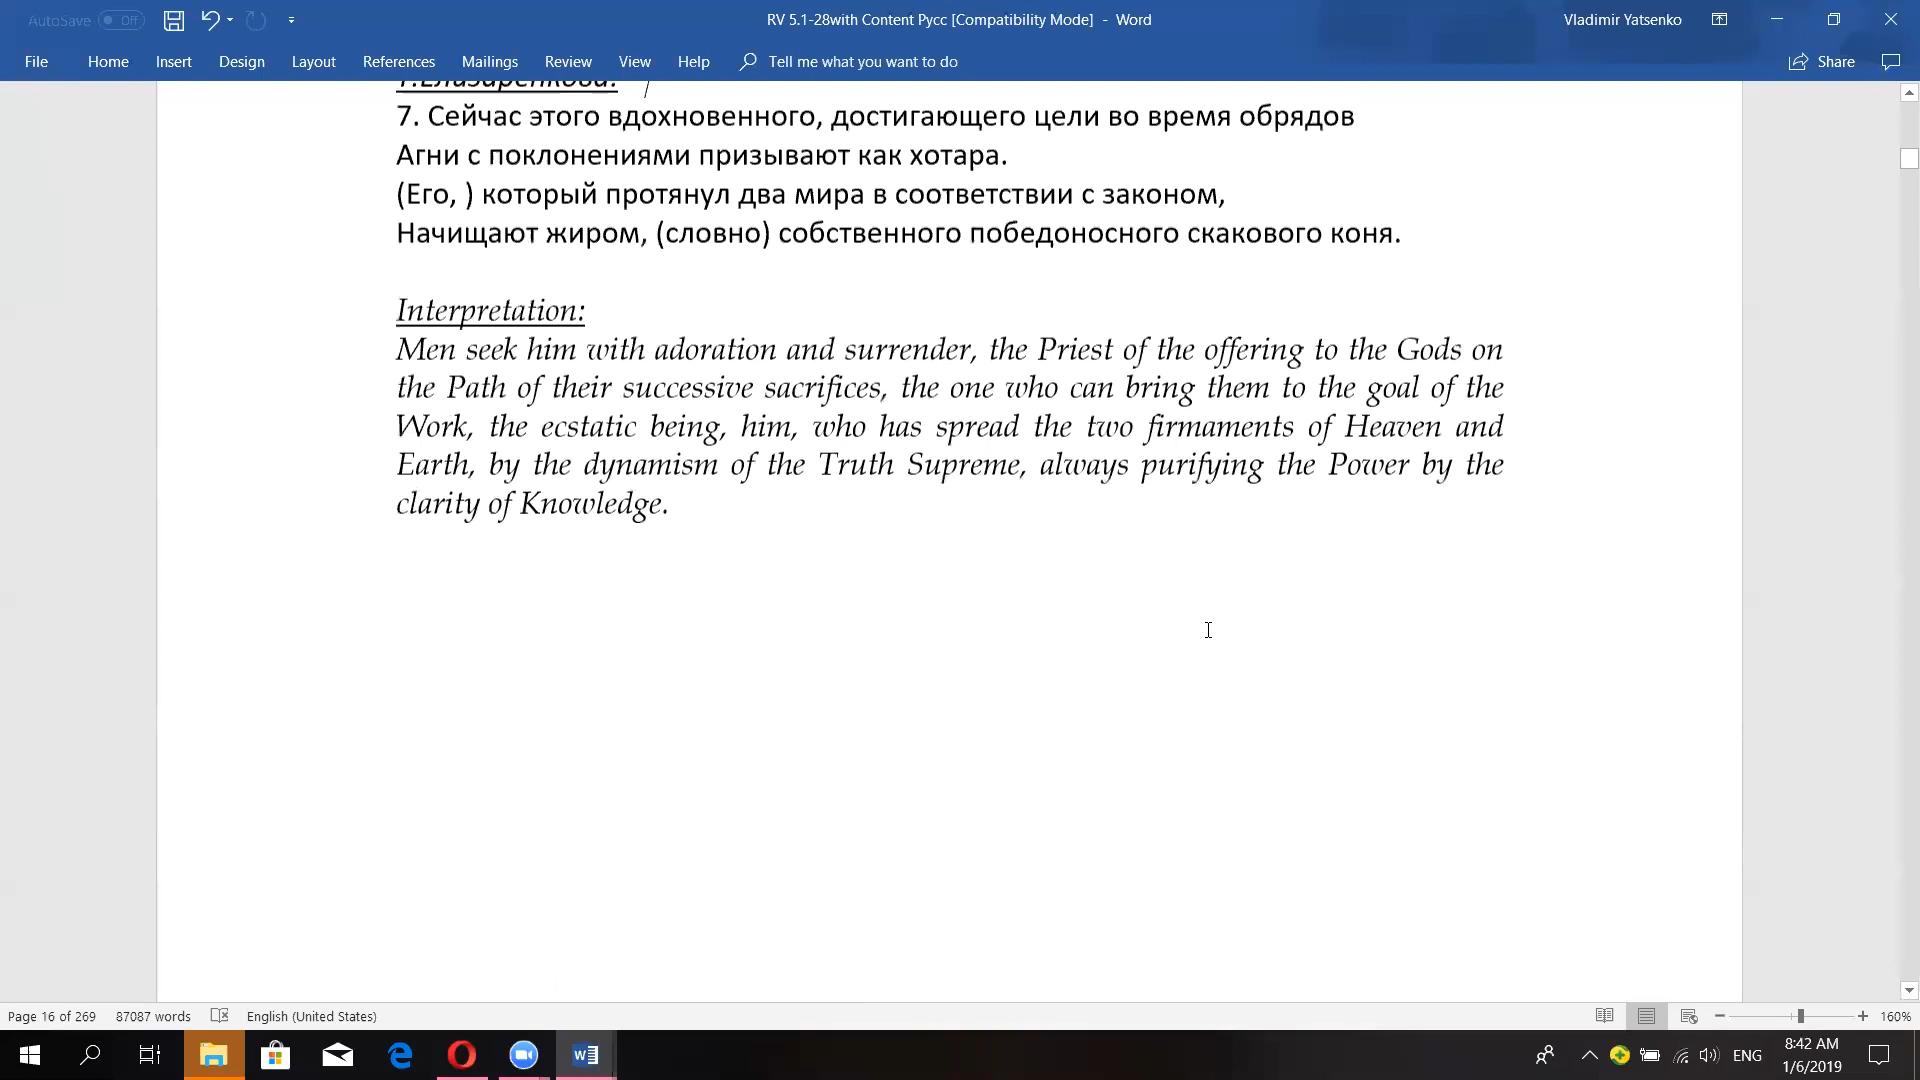 AutoSave Off
RV 5.1-28with Content Русс [Compatibility Mode] - Word
Vladimir Yatsenko
File Home Insert Design Layout References Mailings Review View Help Tell me what you want to do Share
Т.Елизаренкова:
7. Сейчас этого вдохновенного, достигающего цели во время обрядов
Агни с поклонениями призывают как хотара.
(Его, ) который протянул два мира в соответствии с законом,
Начищают жиром, (словно) собственного победоносного скакового коня.
Interpretation:
Men seek him with adoration and surrender, the Priest of the offering to the Gods on
the Path of their successive sacrifices, the one who can bring them to the goal of the
Work, the ecstatic being, him, who has spread the two firmaments of Heaven and
Earth, by the dynamism of the Truth Supreme, always purifying the Power by the
clarity of Knowledge.
Page 16 of 269 87087 words English (United States) 160%
ENG
8:42 AM
1/6/2019